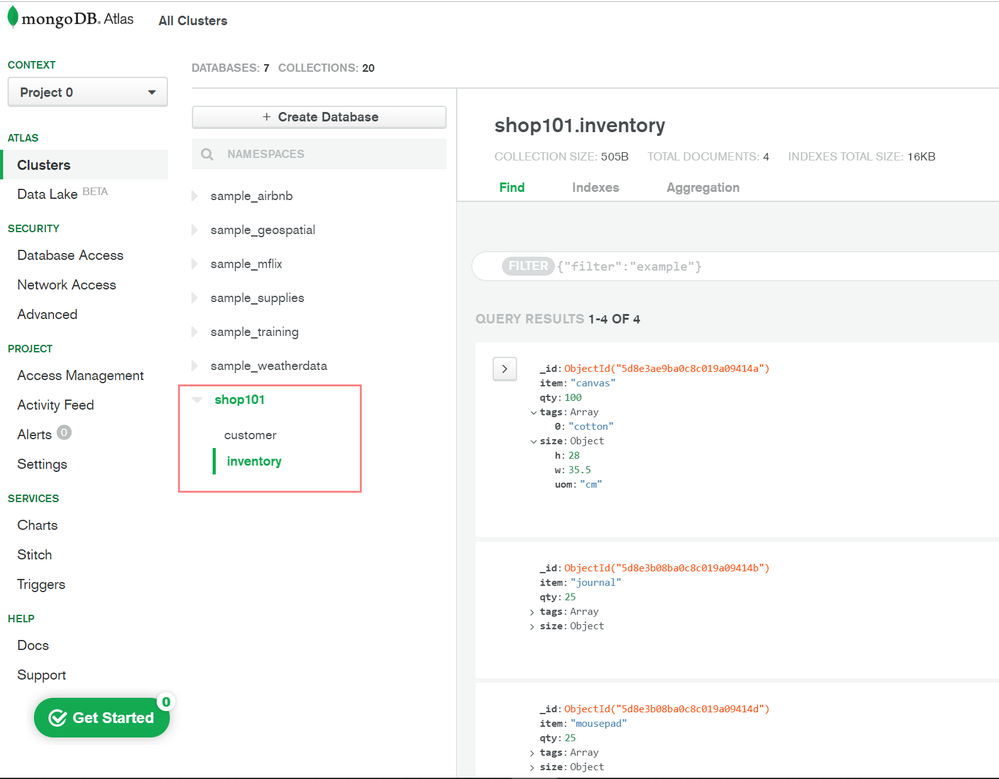 mongoDB. Atlas
All Clusters
CONTEXT
Project 0
ATLAS
Clusters
Data Lake BETA
SECURITY
Database Access
Network Access
Advanced
PROJECT
Access Management
Activity Feed
Alerts 0
Settings
SERVICES
Charts
Stitch
Triggers
HELP
Docs
Support
Get Started 0
DATABASES: 7 COLLECTIONS: 20
+ Create Database
NAMESPACES
sample_airbnb
sample_geospatial
sample_mflix
sample_supplies
sample_training
sample_weatherdata
shop101
customer
inventory
shop101.inventory
COLLECTION SIZE: 505B TOTAL DOCUMENTS: 4 INDEXES TOTAL SIZE: 16KB
Find Indexes Aggregation
FILTER {"filter":"example"}
QUERY RESULTS 1-4 OF 4
_id: ObjectId("5d8e3ae9ba0c8c019a09414a")
item: "canvas"
qty: 100
tags: Array
0: "cotton"
size: Object
h: 28
w: 35.5
uom: "cm"
_id: ObjectId("5d8e3b08ba0c8c019a09414b")
item: "journal"
qty: 25
tags: Array
size: Object
_id: ObjectId("5d8e3b08ba0c8c019a09414d")
item: "mousepad"
qty: 25
tags: Array
size: Object